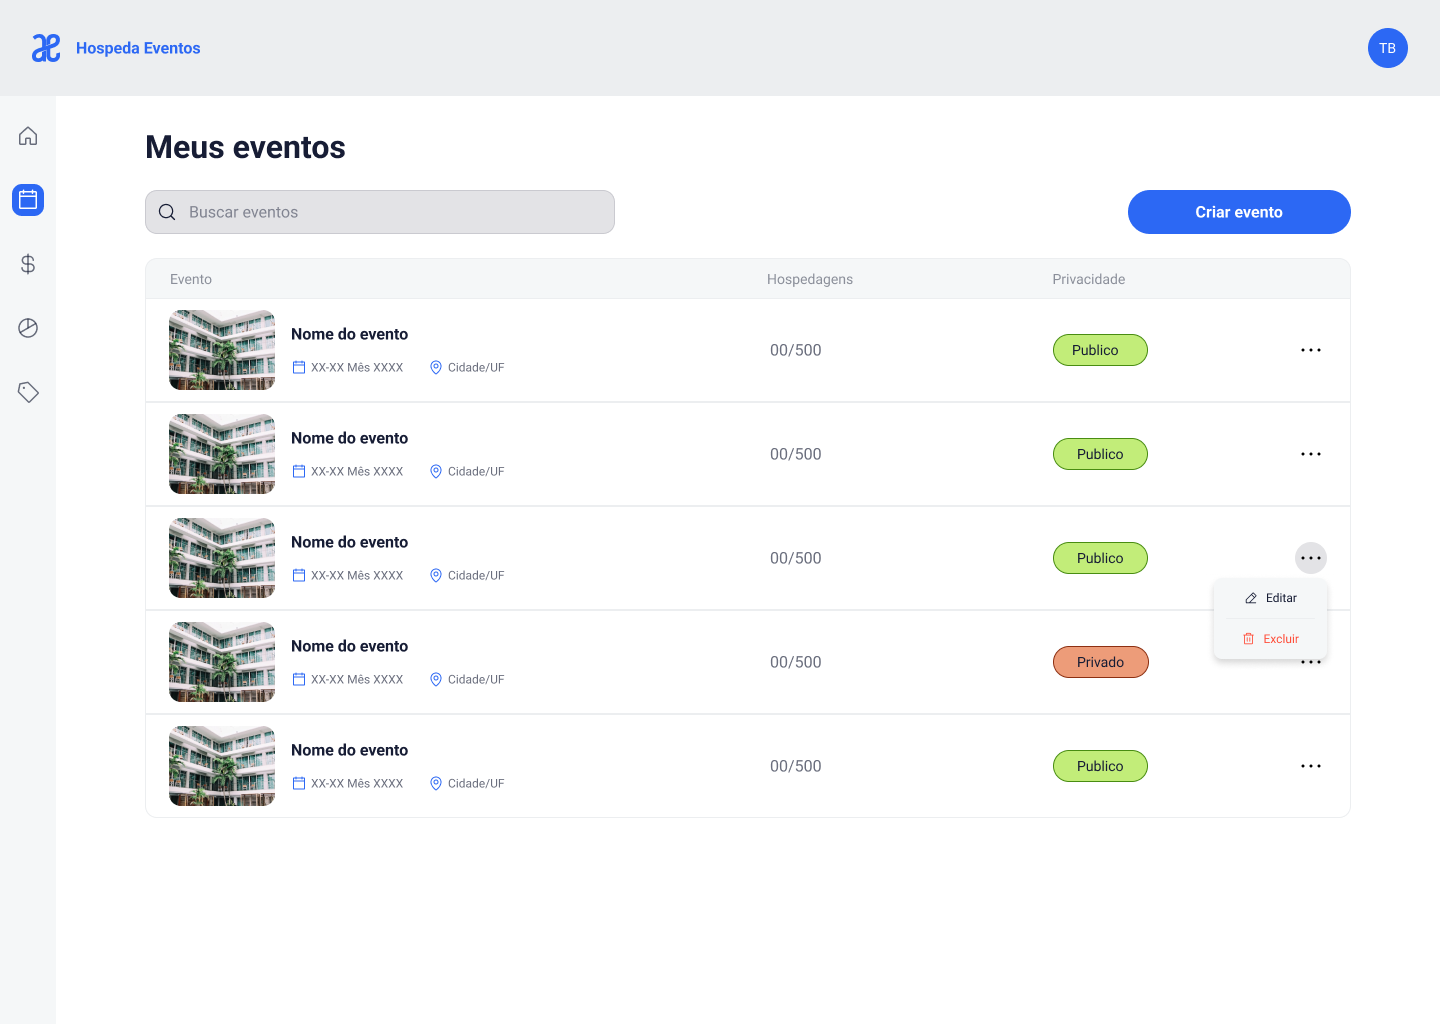 Hospeda Eventos
TB
Meus eventos
Buscar eventos
Criar evento
Evento Hospedagens Privacidade
Nome do evento
XX-XX Mês XXXX Cidade/UF
00/500
Publico
Nome do evento
XX-XX Mês XXXX Cidade/UF
00/500
Publico
Nome do evento
XX-XX Mês XXXX Cidade/UF
00/500
Publico
Editar
Excluir
Nome do evento
XX-XX Mês XXXX Cidade/UF
00/500
Privado
Nome do evento
XX-XX Mês XXXX Cidade/UF
00/500
Publico